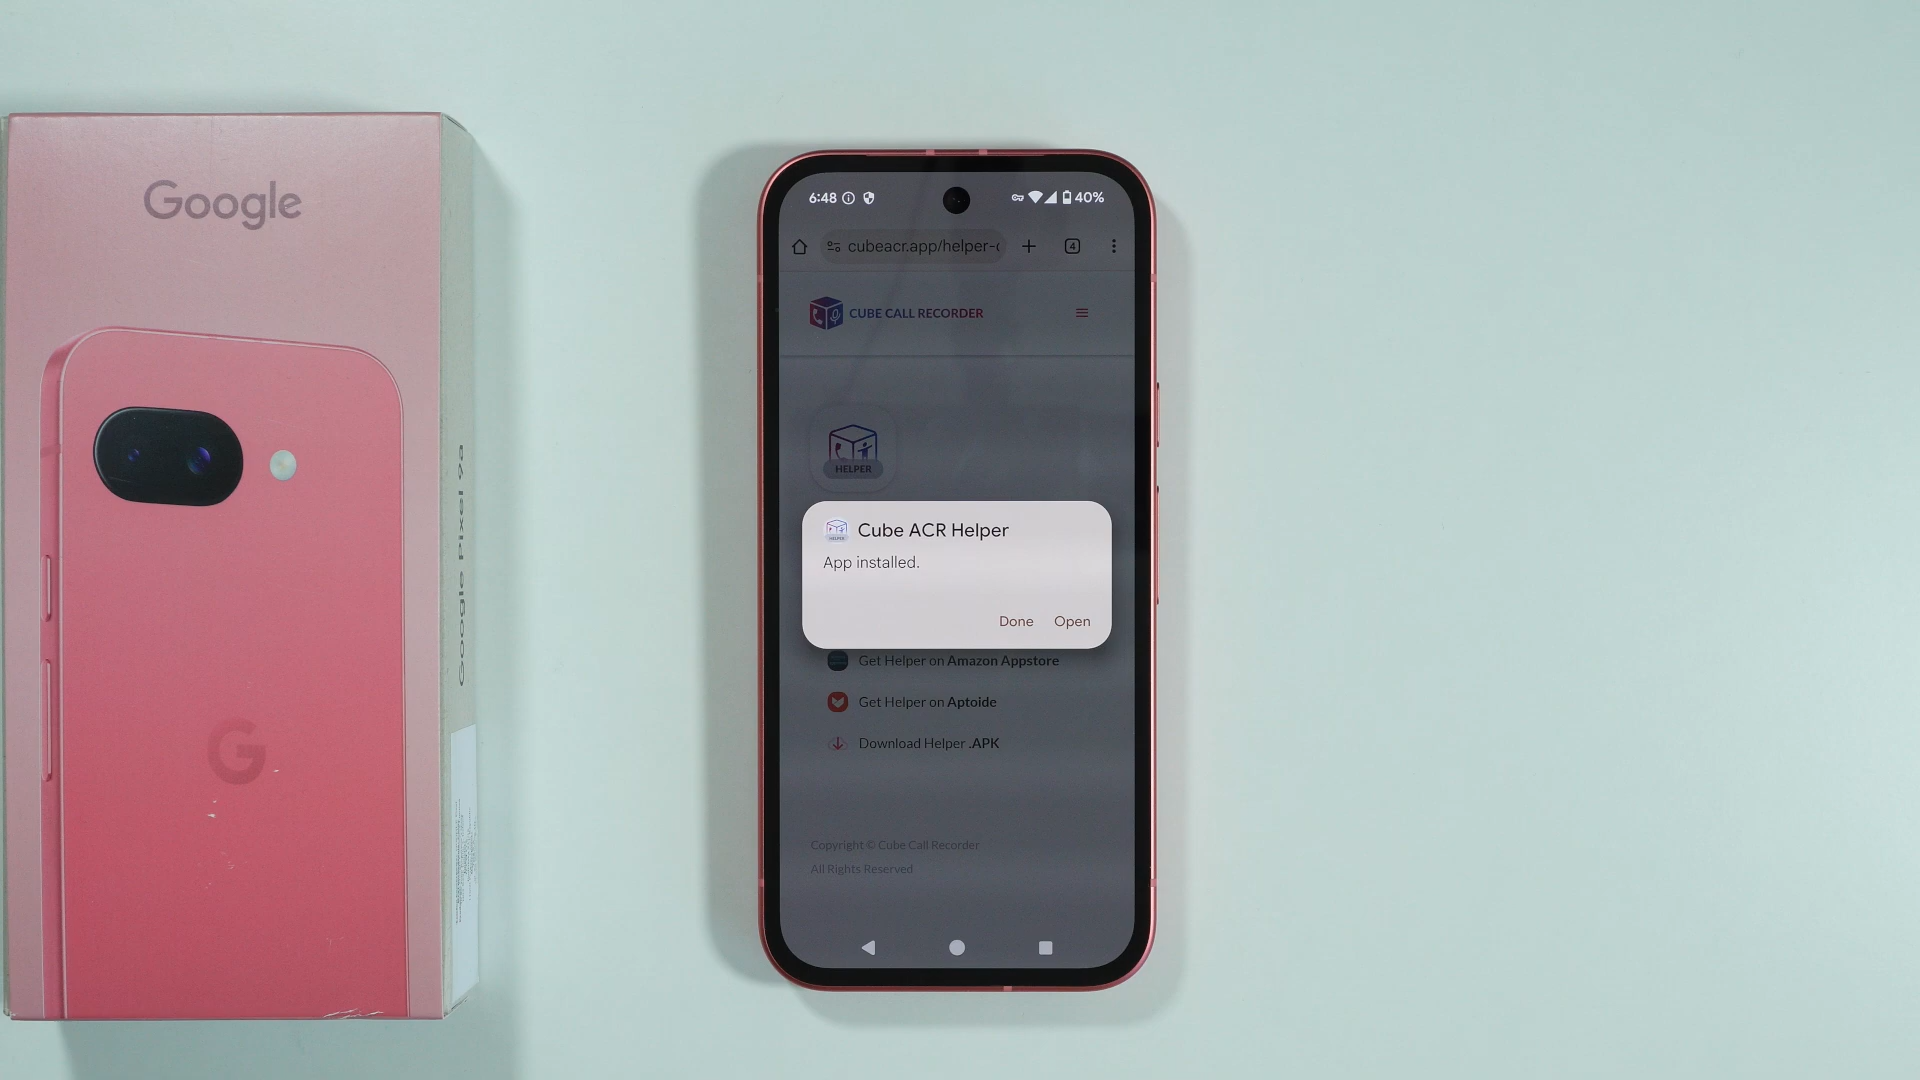 Google
Google Pixel 9a
6:48
40%
cubeacr.app/helper-
4
CUBE CALL RECORDER
HELPER
Cube ACR Helper
App installed.
Done Open
Get Helper on Amazon Appstore
Get Helper on Aptoide
Download Helper .APK
Copyright © Cube Call Recorder
All Rights Reserved